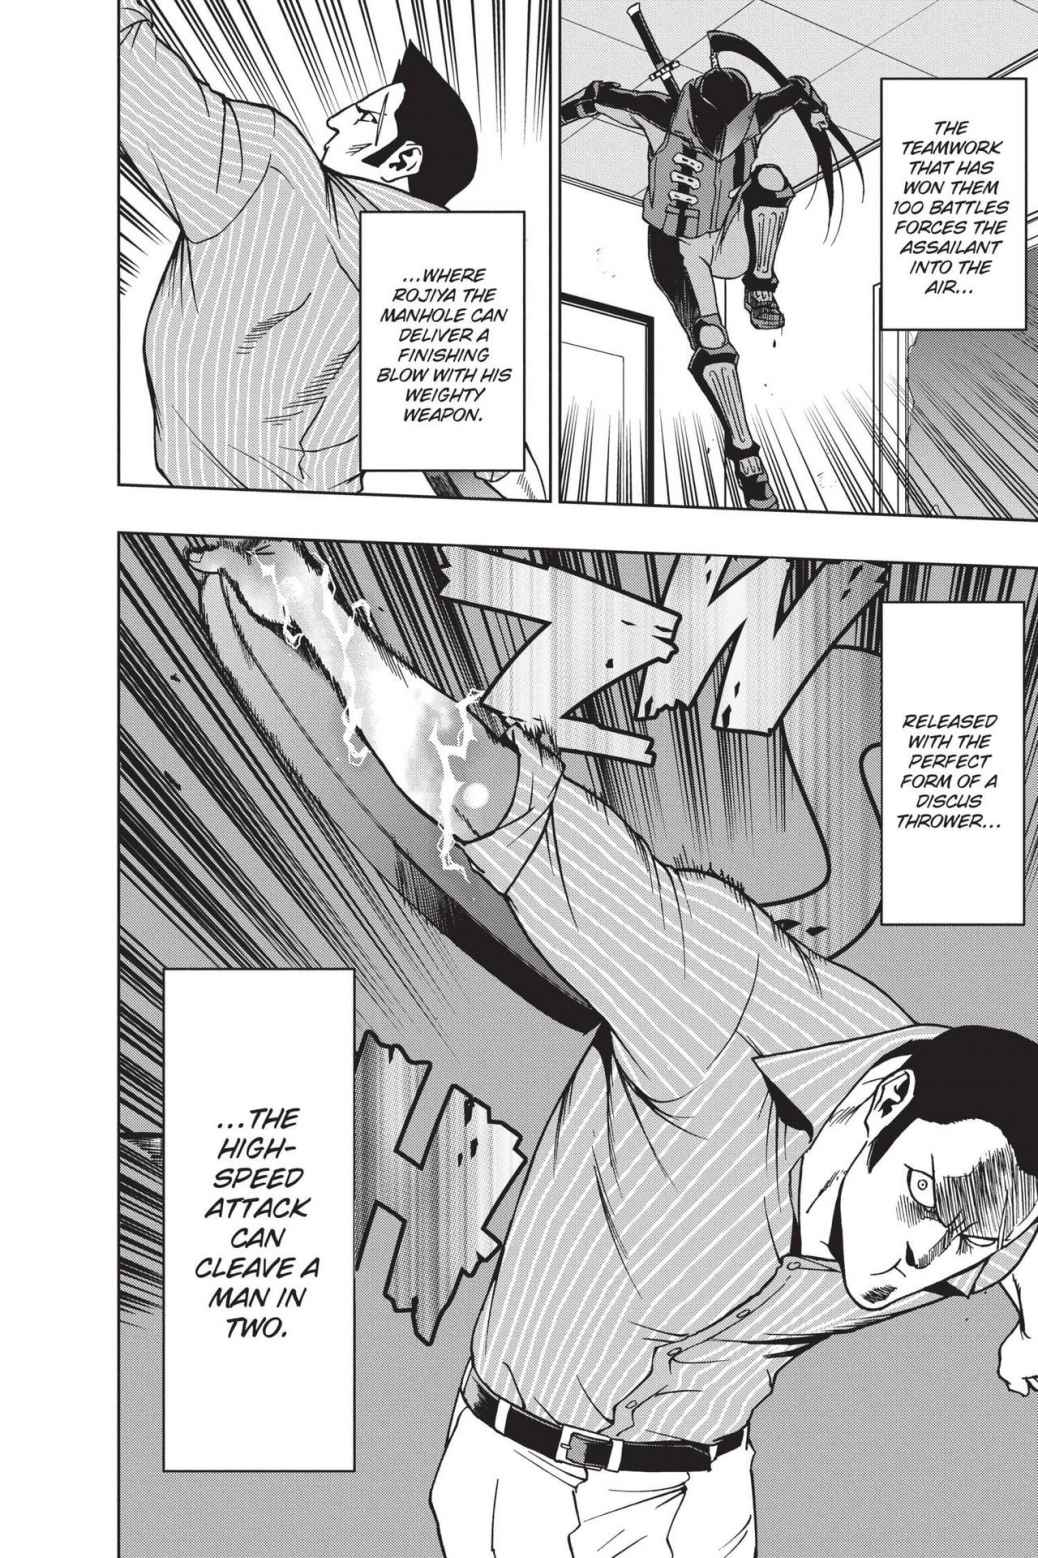 THE
TEAMWORK
THAT HAS
WON THEM
100 BATTLES
FORCES THE
ASSAILANT
INTO THE
AIR...
...WHERE
ROJIYA THE
MANHOLE CAN
DELIVER A
FINISHING
BLOW WITH HIS
WEIGHTY
WEAPON.
RELEASED
WITH THE
PERFECT
FORM OF A
DISCUS
THROWER...
...THE
HIGH-
SPEED
ATTACK
CAN
CLEAVE A
MAN IN
TWO.